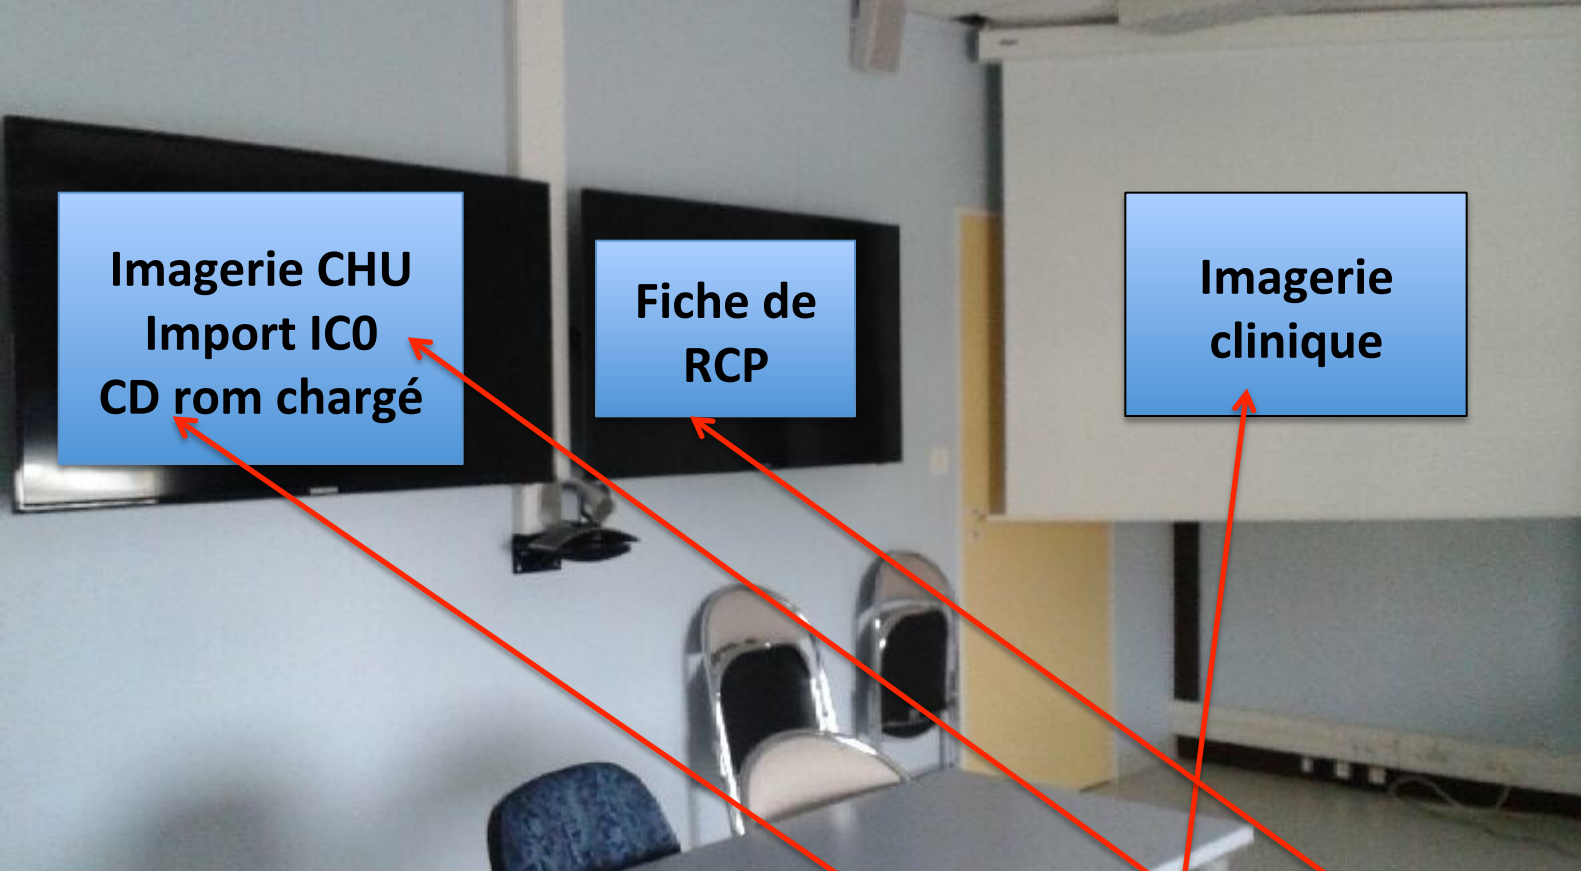 Imagerie CHU
Import IC0
CD rom chargé
Fiche de
RCP
Imagerie
clinique